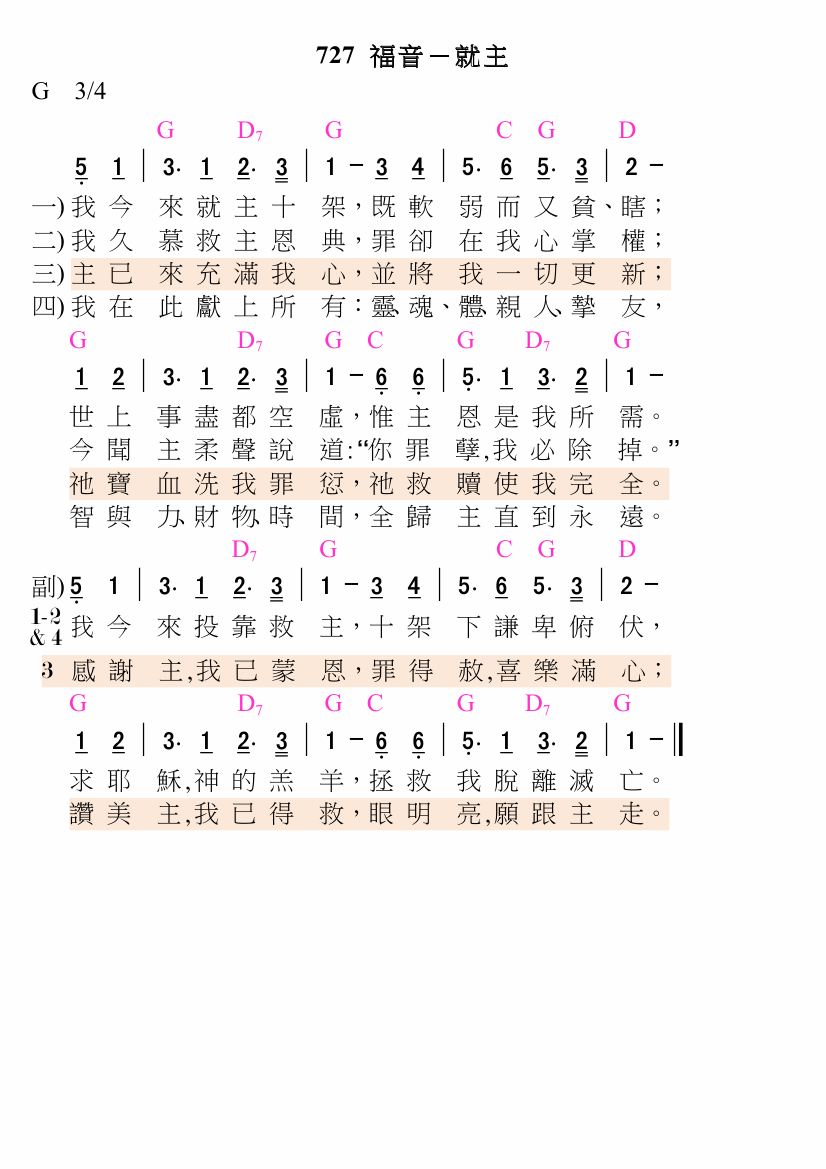 727 福音－就主
G 3/4
G D7 G C G D
5 1 | 3. 1 2. 3 | 1 – 3 4 | 5. 6 5. 3 | 2 –
一) 我今來就主十架，既軟弱而又貧、瞎；
二) 我久慕救主恩典，罪卻在我心掌權；
三) 主已來充滿我心，並將我一切更新；
四) 我在此獻上所有：靈、魂、體、親人、摯友，
G D7 G C G D7 G
1 2 | 3. 1 2. 3 | 1 – 6 6 | 5. 1 3. 2 | 1 –
世上事盡都空虛，惟主恩是我所需。
今聞主柔聲說道:“你罪孽,我必除掉。”
祂寶血洗我罪愆，祂救贖使我完全。
智與力、財物、時間，全歸主直到永遠。
D7 G C G D
副) 5 1 | 3. 1 2. 3 | 1 – 3 4 | 5. 6 5. 3 | 2 –
1-2 & 4 我今來投靠救主，十架下謙卑俯伏，
3 感謝主,我已蒙恩，罪得赦,喜樂滿心；
G D7 G C G D7 G
1 2 | 3. 1 2. 3 | 1 – 6 6 | 5. 1 3. 2 | 1 – ‖
求耶穌,神的羔羊，拯救我脫離滅亡。
讚美主,我已得救，眼明亮,願跟主走。